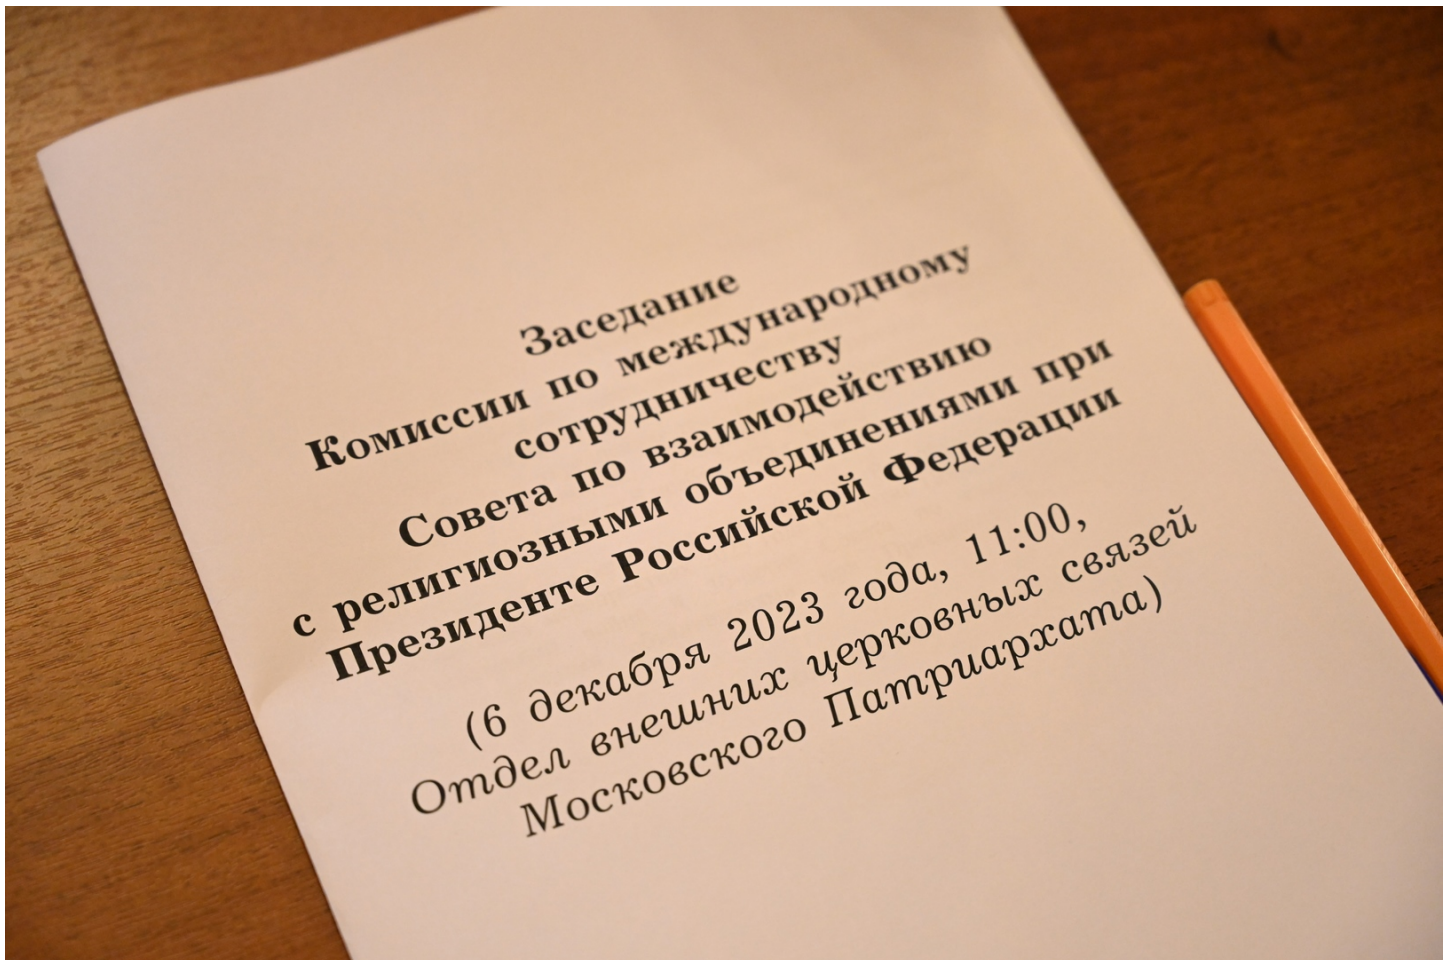 Заседание
Комиссии по международному
сотрудничеству
Совета по взаимодействию
с религиозными объединениями при
Президенте Российской Федерации
(6 декабря 2023 года, 11:00,
Отдел внешних церковных связей
Московского Патриархата)